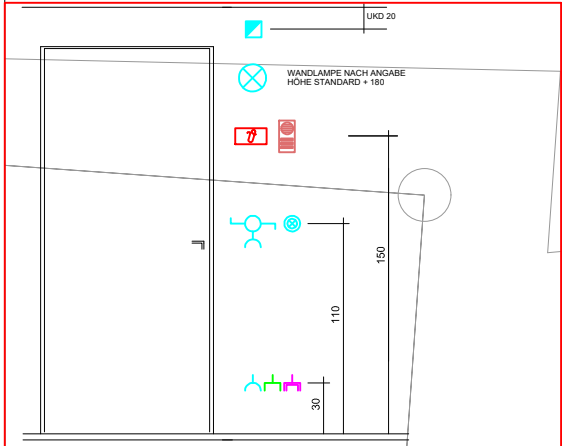 UKD 20
WANDLAMPE NACH ANGABE
HÖHE STANDARD + 180
150
110
30